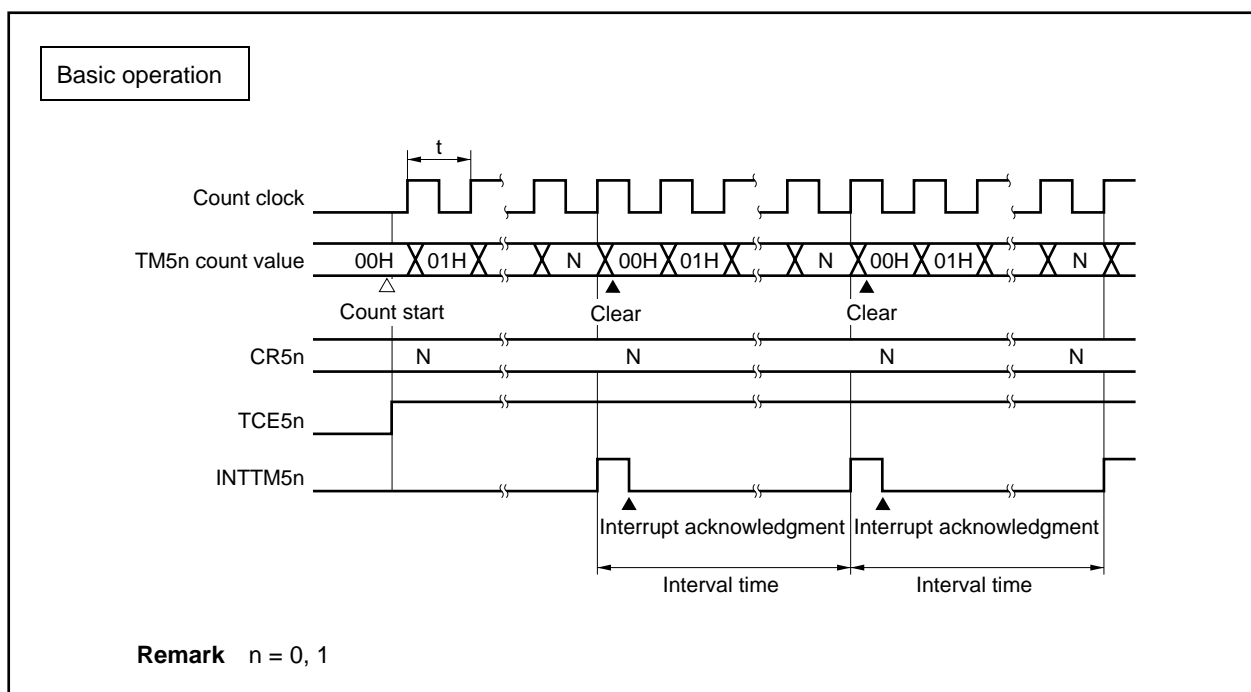 Basic operation
t
Count clock
TM5n count value 00H 01H N 00H 01H N 00H 01H N
Count start Clear Clear
CR5n N N N N
TCE5n
INTTM5n
Interrupt acknowledgment Interrupt acknowledgment
Interval time Interval time
Remark n = 0, 1